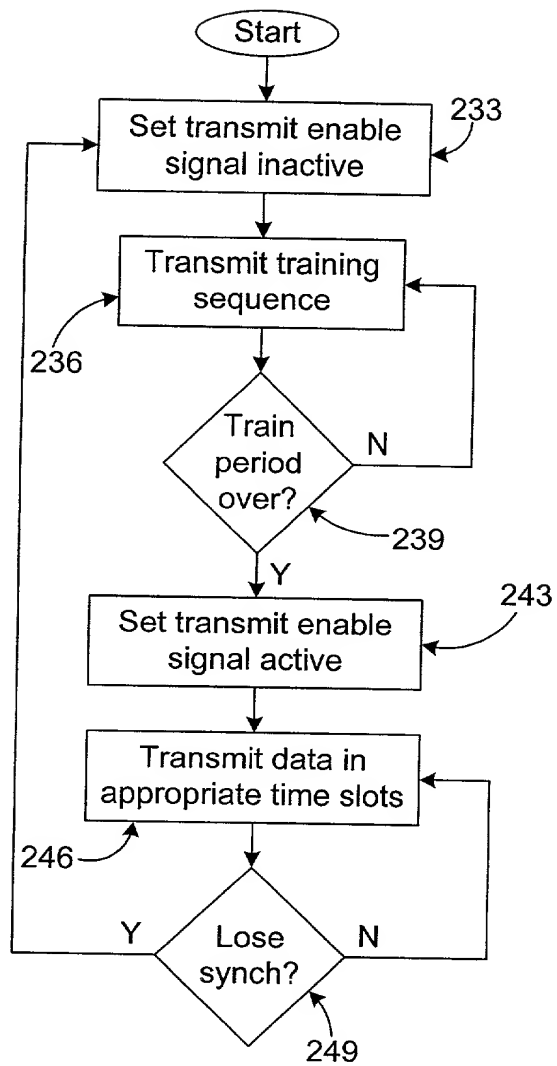 Start
Set transmit enable
signal inactive
233
Transmit training
sequence
236
Train
period
over?
N
239
Y
Set transmit enable
signal active
243
Transmit data in
appropriate time slots
246
Y
Lose
synch?
N
249